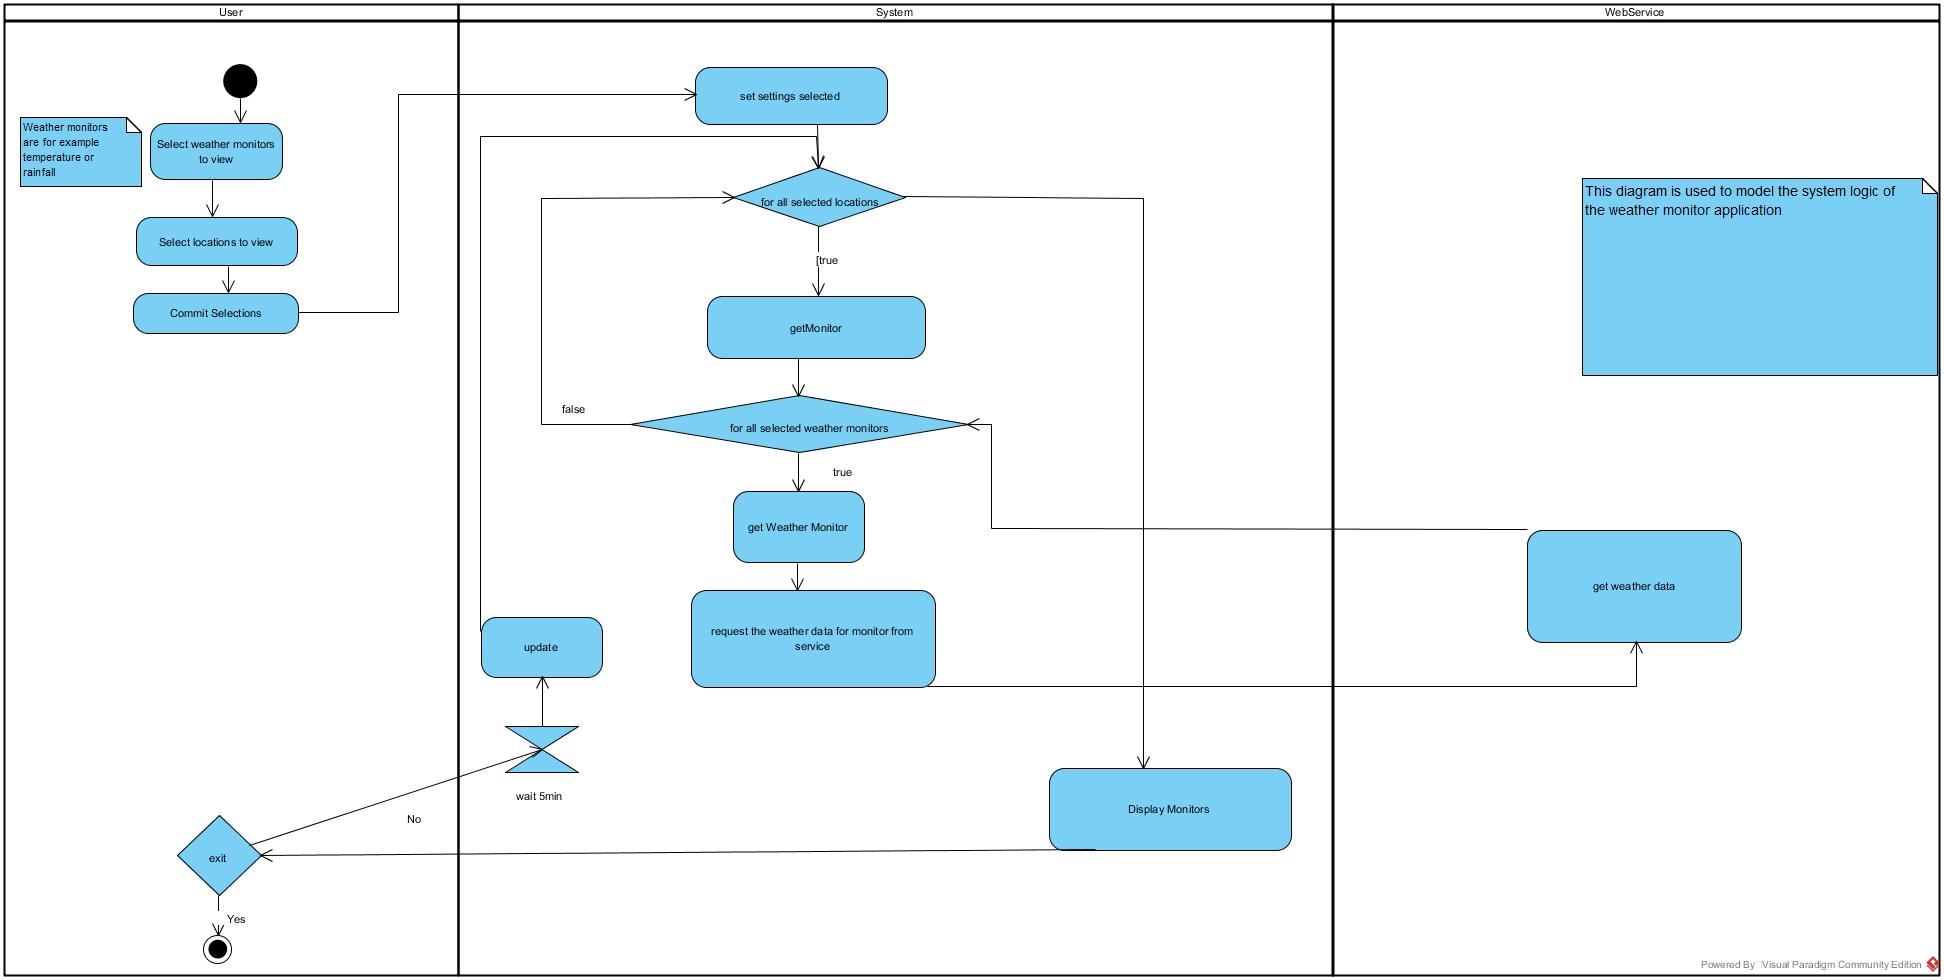 User
System
WebService
Weather monitors
are for example
temperature or
rainfall
Select weather monitors
to view
Select locations to view
Commit Selections
set settings selected
for all selected locations
[true
getMonitor
false
for all selected weather monitors
true
get Weather Monitor
request the weather data for monitor from
service
update
wait 5min
No
exit
Yes
Display Monitors
This diagram is used to model the system logic of
the weather monitor application
get weather data
Powered By Visual Paradigm Community Edition